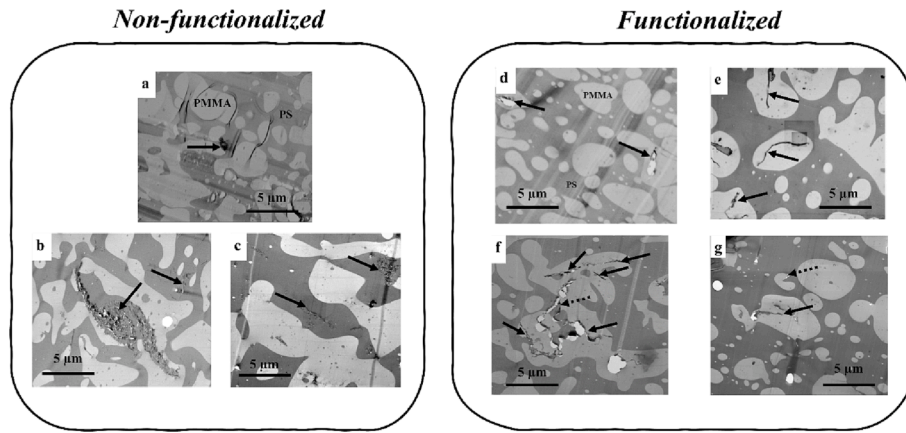 Non-functionalized
Functionalized
a
PMMA
PS
5 µm
b
5 µm
c
5 µm
d
PMMA
PS
5 µm
e
5 µm
f
5 µm
g
5 µm